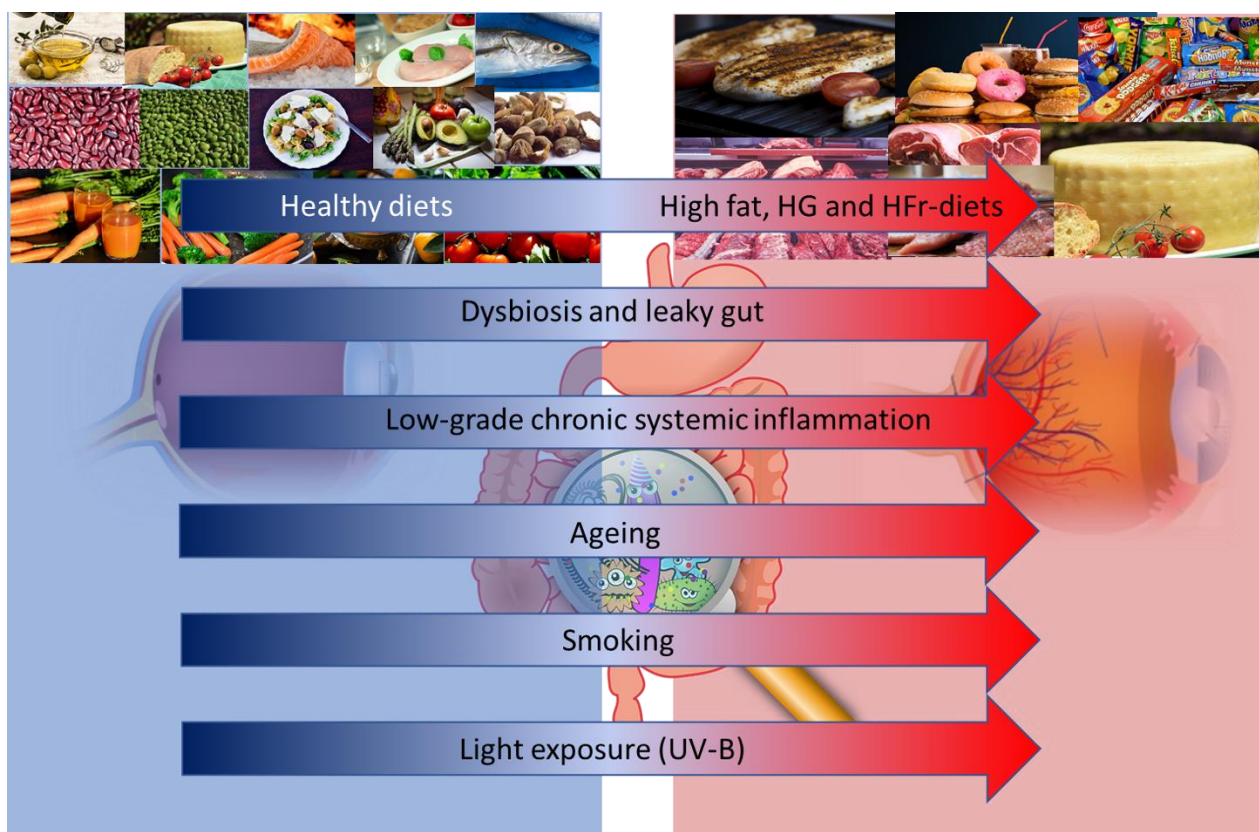 Healthy diets
High fat, HG and HFr-diets
Dysbiosis and leaky gut
Low-grade chronic systemic inflammation
Ageing
Smoking
Light exposure (UV-B)